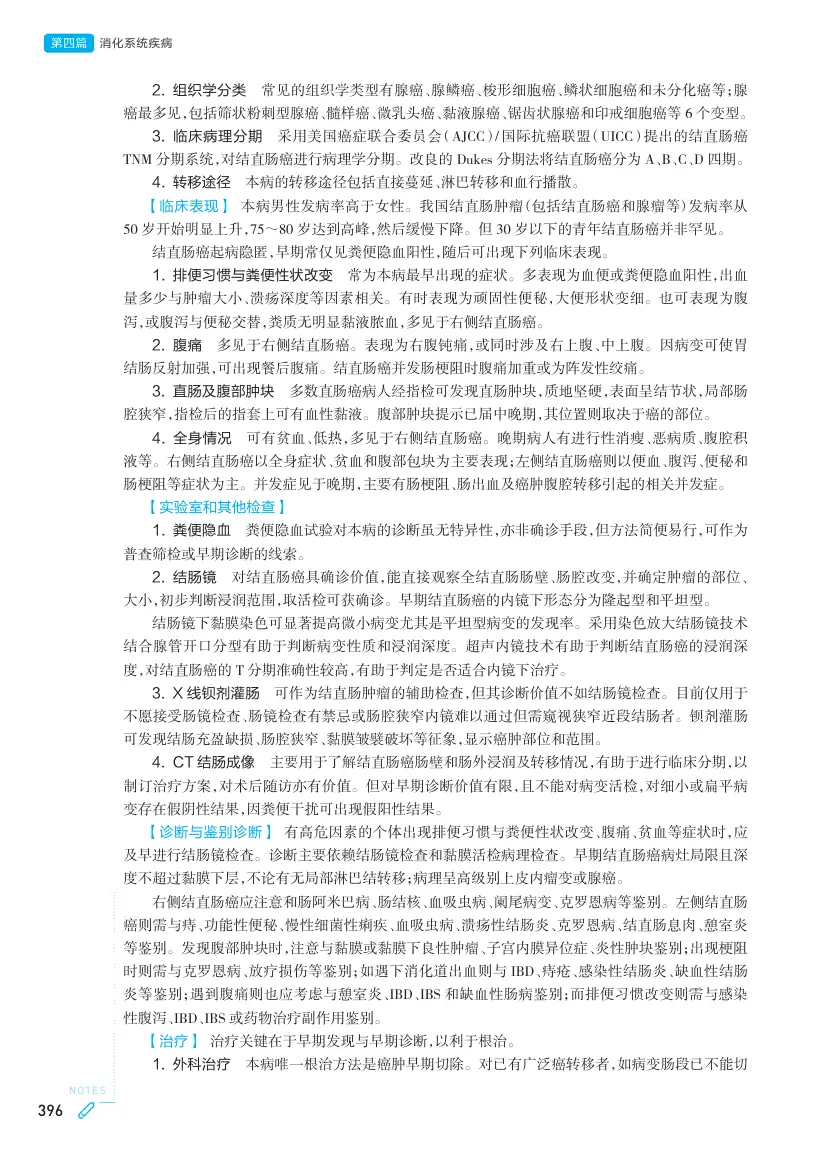 第四篇 消化系统疾病
2. 组织学分类 常见的组织学类型有腺癌、腺鳞癌、梭形细胞癌、鳞状细胞癌和未分化癌等;腺
癌最多见,包括筛状粉刺型腺癌、髓样癌、微乳头癌、黏液腺癌、锯齿状腺癌和印戒细胞癌等 6 个变型。
3. 临床病理分期 采用美国癌症联合委员会(AJCC)/国际抗癌联盟(UICC)提出的结直肠癌
TNM 分期系统,对结直肠癌进行病理学分期。改良的 Dukes 分期法将结直肠癌分为 A、B、C、D 四期。
4. 转移途径 本病的转移途径包括直接蔓延、淋巴转移和血行播散。
【临床表现】 本病男性发病率高于女性。我国结直肠肿瘤(包括结直肠癌和腺瘤等)发病率从
50 岁开始明显上升,75～80 岁达到高峰,然后缓慢下降。但 30 岁以下的青年结直肠癌并非罕见。
结直肠癌起病隐匿,早期常仅见粪便隐血阳性,随后可出现下列临床表现。
1. 排便习惯与粪便性状改变 常为本病最早出现的症状。多表现为血便或粪便隐血阳性,出血
量多少与肿瘤大小、溃疡深度等因素相关。有时表现为顽固性便秘,大便形状变细。也可表现为腹
泻,或腹泻与便秘交替,粪质无明显黏液脓血,多见于右侧结直肠癌。
2. 腹痛 多见于右侧结直肠癌。表现为右腹钝痛,或同时涉及右上腹、中上腹。因病变可使胃
结肠反射加强,可出现餐后腹痛。结直肠癌并发肠梗阻时腹痛加重或为阵发性绞痛。
3. 直肠及腹部肿块 多数直肠癌病人经指检可发现直肠肿块,质地坚硬,表面呈结节状,局部肠
腔狭窄,指检后的指套上可有血性黏液。腹部肿块提示已届中晚期,其位置则取决于癌的部位。
4. 全身情况 可有贫血、低热,多见于右侧结直肠癌。晚期病人有进行性消瘦、恶病质、腹腔积
液等。右侧结直肠癌以全身症状、贫血和腹部包块为主要表现;左侧结直肠癌则以便血、腹泻、便秘和
肠梗阻等症状为主。并发症见于晚期,主要有肠梗阻、肠出血及癌肿腹腔转移引起的相关并发症。
【实验室和其他检查】
1. 粪便隐血 粪便隐血试验对本病的诊断虽无特异性,亦非确诊手段,但方法简便易行,可作为
普查筛检或早期诊断的线索。
2. 结肠镜 对结直肠癌具确诊价值,能直接观察全结直肠肠壁、肠腔改变,并确定肿瘤的部位、
大小,初步判断浸润范围,取活检可获确诊。早期结直肠癌的内镜下形态分为隆起型和平坦型。
结肠镜下黏膜染色可显著提高微小病变尤其是平坦型病变的发现率。采用染色放大结肠镜技术
结合腺管开口分型有助于判断病变性质和浸润深度。超声内镜技术有助于判断结直肠癌的浸润深
度,对结直肠癌的 T 分期准确性较高,有助于判定是否适合内镜下治疗。
3. X 线钡剂灌肠 可作为结直肠肿瘤的辅助检查,但其诊断价值不如结肠镜检查。目前仅用于
不愿接受肠镜检查、肠镜检查有禁忌或肠腔狭窄内镜难以通过但需窥视狭窄近段结肠者。钡剂灌肠
可发现结肠充盈缺损、肠腔狭窄、黏膜皱襞破坏等征象,显示癌肿部位和范围。
4. CT 结肠成像 主要用于了解结直肠癌肠壁和肠外浸润及转移情况,有助于进行临床分期,以
制订治疗方案,对术后随访亦有价值。但对早期诊断价值有限,且不能对病变活检,对细小或扁平病
变存在假阴性结果,因粪便干扰可出现假阳性结果。
【诊断与鉴别诊断】 有高危因素的个体出现排便习惯与粪便性状改变、腹痛、贫血等症状时,应
及早进行结肠镜检查。诊断主要依赖结肠镜检查和黏膜活检病理检查。早期结直肠癌病灶局限且深
度不超过黏膜下层,不论有无局部淋巴结转移;病理呈高级别上皮内瘤变或腺癌。
右侧结直肠癌应注意和肠阿米巴病、肠结核、血吸虫病、阑尾病变、克罗恩病等鉴别。左侧结直肠
癌则需与痔、功能性便秘、慢性细菌性痢疾、血吸虫病、溃疡性结肠炎、克罗恩病、结直肠息肉、憩室炎
等鉴别。发现腹部肿块时,注意与黏膜或黏膜下良性肿瘤、子宫内膜异位症、炎性肿块鉴别;出现梗阻
时则需与克罗恩病、放疗损伤等鉴别;如遇下消化道出血则与 IBD、痔疮、感染性结肠炎、缺血性结肠
炎等鉴别;遇到腹痛则也应考虑与憩室炎、IBD、IBS 和缺血性肠病鉴别;而排便习惯改变则需与感染
性腹泻、IBD、IBS 或药物治疗副作用鉴别。
【治疗】 治疗关键在于早期发现与早期诊断,以利于根治。
1. 外科治疗 本病唯一根治方法是癌肿早期切除。对已有广泛癌转移者,如病变肠段已不能切
NOTES
396